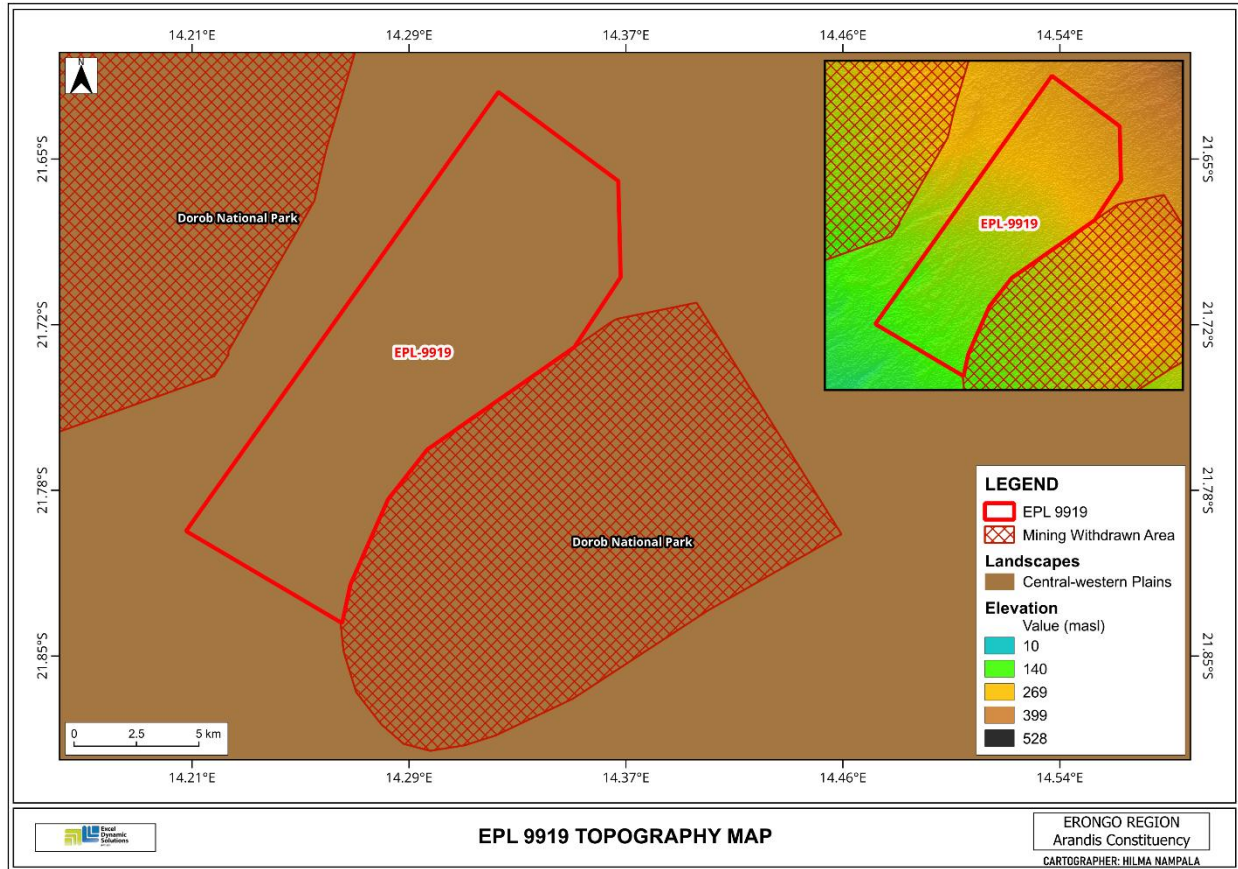 14.21°E
14.29°E
14.37°E
14.46°E
14.54°E
N
21.65°S
21.65°S
Dorob National Park
EPL-9919
21.72°S
21.72°S
EPL-9919
21.78°S
21.78°S
LEGEND
EPL 9919
Mining Withdrawn Area
Landscapes
Central-western Plains
Elevation
Value (masl)
10
140
269
399
528
Dorob National Park
21.85°S
21.85°S
0 2.5 5 km
14.21°E
14.29°E
14.37°E
14.46°E
14.54°E
Excel
Dynamic
Solutions
EPL 9919 TOPOGRAPHY MAP
ERONGO REGION
Arandis Constituency
CARTOGRAPHER: HILMA NAMPALA